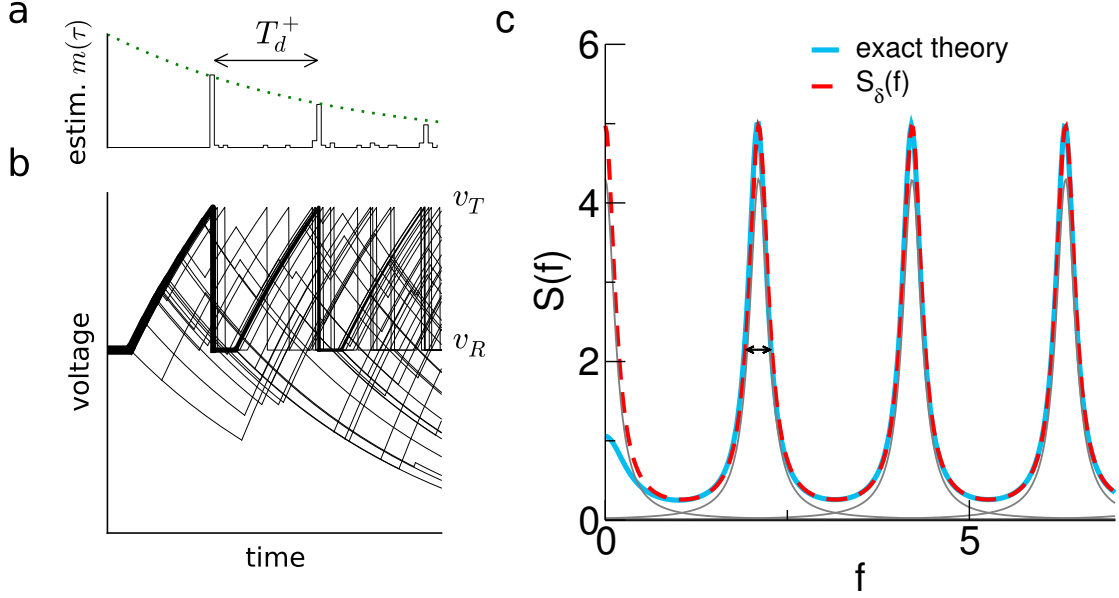 a
estim. m(τ)
T_d^+
b
voltage
v_T
v_R
time
c
exact theory
S_δ(f)
S(f)
6
4
2
0
0
5
f